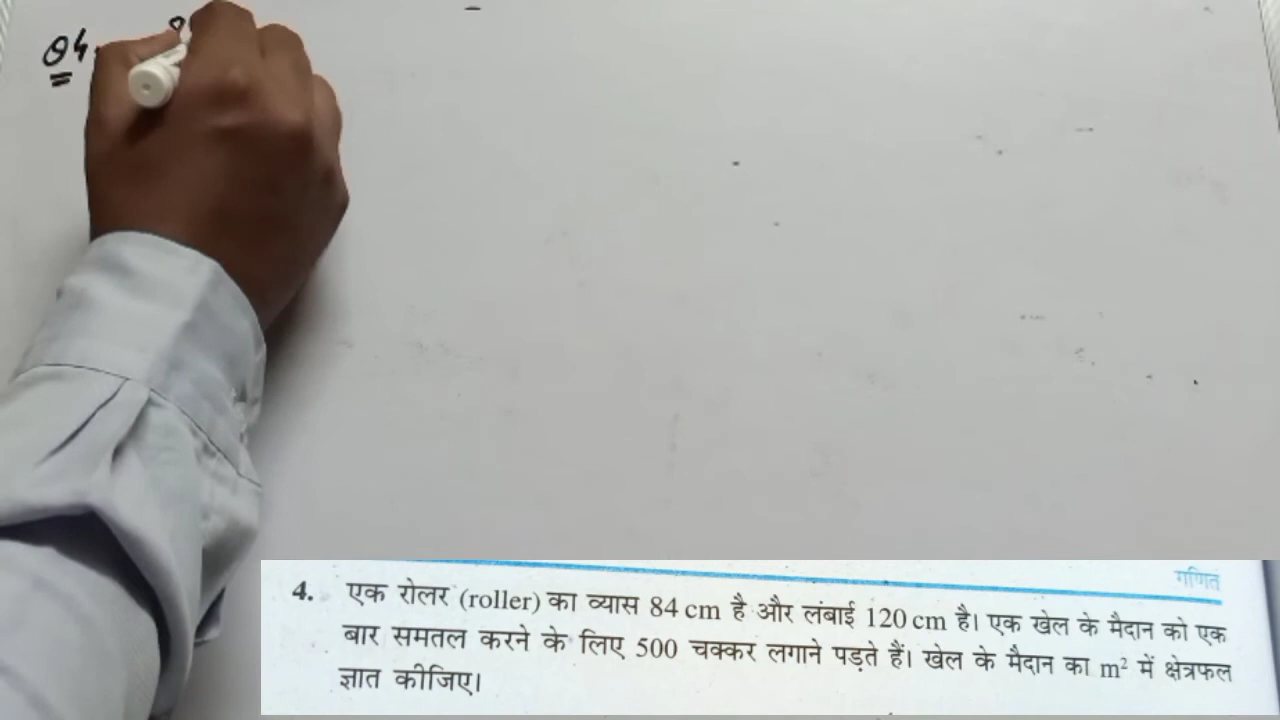 Q4.
गणित
4. एक रोलर (roller) का व्यास 84 cm है और लंबाई 120 cm है। एक खेल के मैदान को एक
बार समतल करने के लिए 500 चक्कर लगाने पड़ते हैं। खेल के मैदान का m² में क्षेत्रफल
ज्ञात कीजिए।